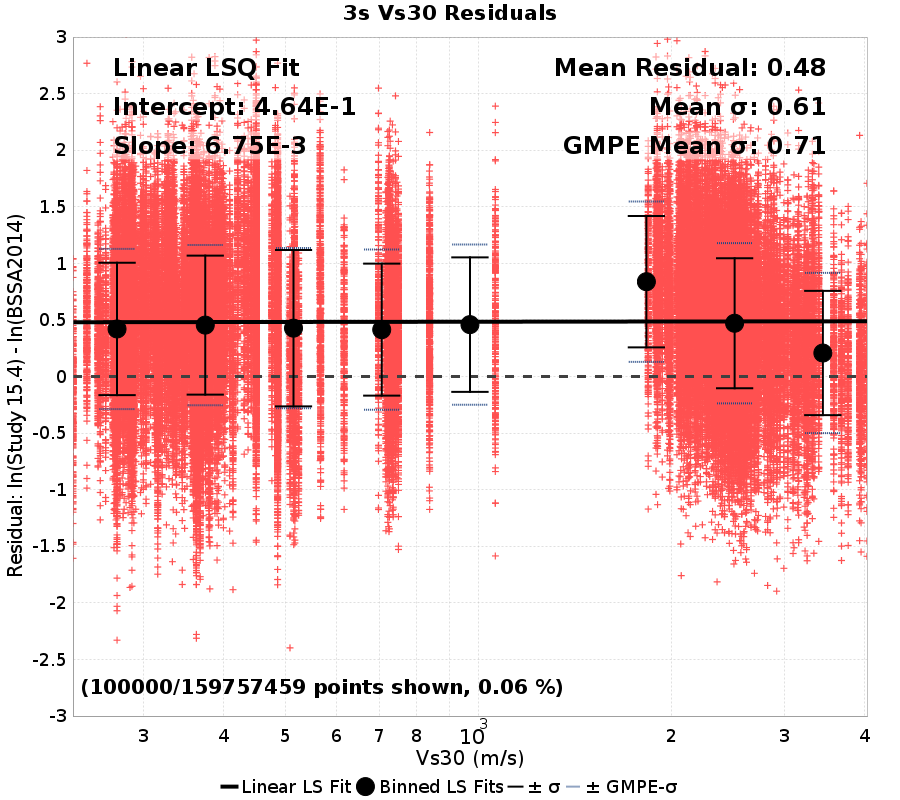 3s Vs30 Residuals
Linear LSQ Fit
Intercept: 4.64E-1
Slope: 6.75E-3
Mean Residual: 0.48
Mean σ: 0.61
GMPE Mean σ: 0.71
3
2.5
2
1.5
1
0.5
0
-0.5
-1
-1.5
-2
-2.5
-3
Residual: ln(Study 15.4) - ln(BSSA2014)
(100000/159757459 points shown, 0.06 %)
3 4 5 6 7 8 10³ 2 3 4
Vs30 (m/s)
Linear LS Fit Binned LS Fits ± σ ± GMPE-σ